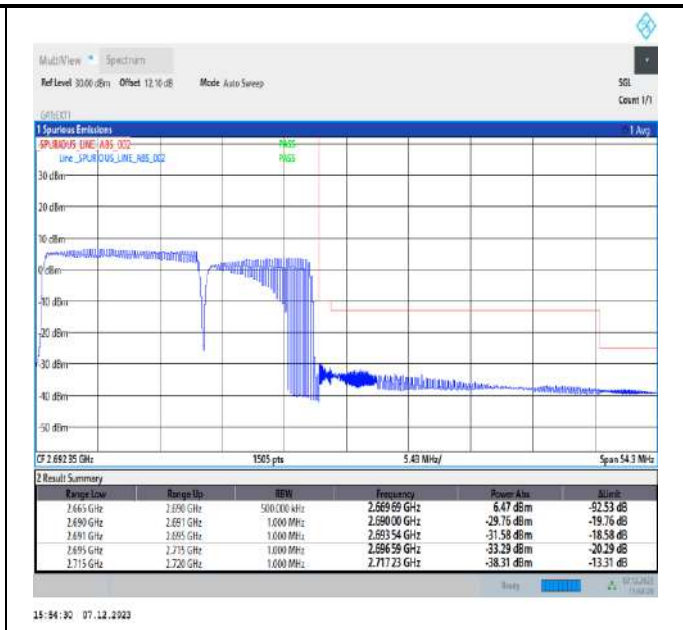 MultiView Spectrum
Ref Level 30.00 dBm Offset 12.10 dB Mode Auto Sweep SGL
Count 1/1
1 Spurious Emissions 1 Avg
SPURIOUS_LINE_ABS_002 PASS
Line _SPURIOUS_LINE_ABS_002 PASS
30 dBm
20 dBm
10 dBm
0 dBm
-10 dBm
-20 dBm
-30 dBm
-40 dBm
-50 dBm
CF 2.69235 GHz 1505 pts 5.43 MHz/ Span 54.3 MHz
2 Result Summary
Range Low Range Up RBW Frequency Power Abs ΔLimit
2.665 GHz 2.690 GHz 500.000 kHz 2.66969 GHz 6.47 dBm -92.53 dB
2.690 GHz 2.691 GHz 1.000 MHz 2.69000 GHz -29.76 dBm -19.76 dB
2.691 GHz 2.695 GHz 1.000 MHz 2.69354 GHz -31.58 dBm -18.58 dB
2.695 GHz 2.715 GHz 1.000 MHz 2.69659 GHz -33.29 dBm -20.29 dB
2.715 GHz 2.720 GHz 1.000 MHz 2.71723 GHz -38.31 dBm -13.31 dB
Ready
15:54:30 07.12.2023